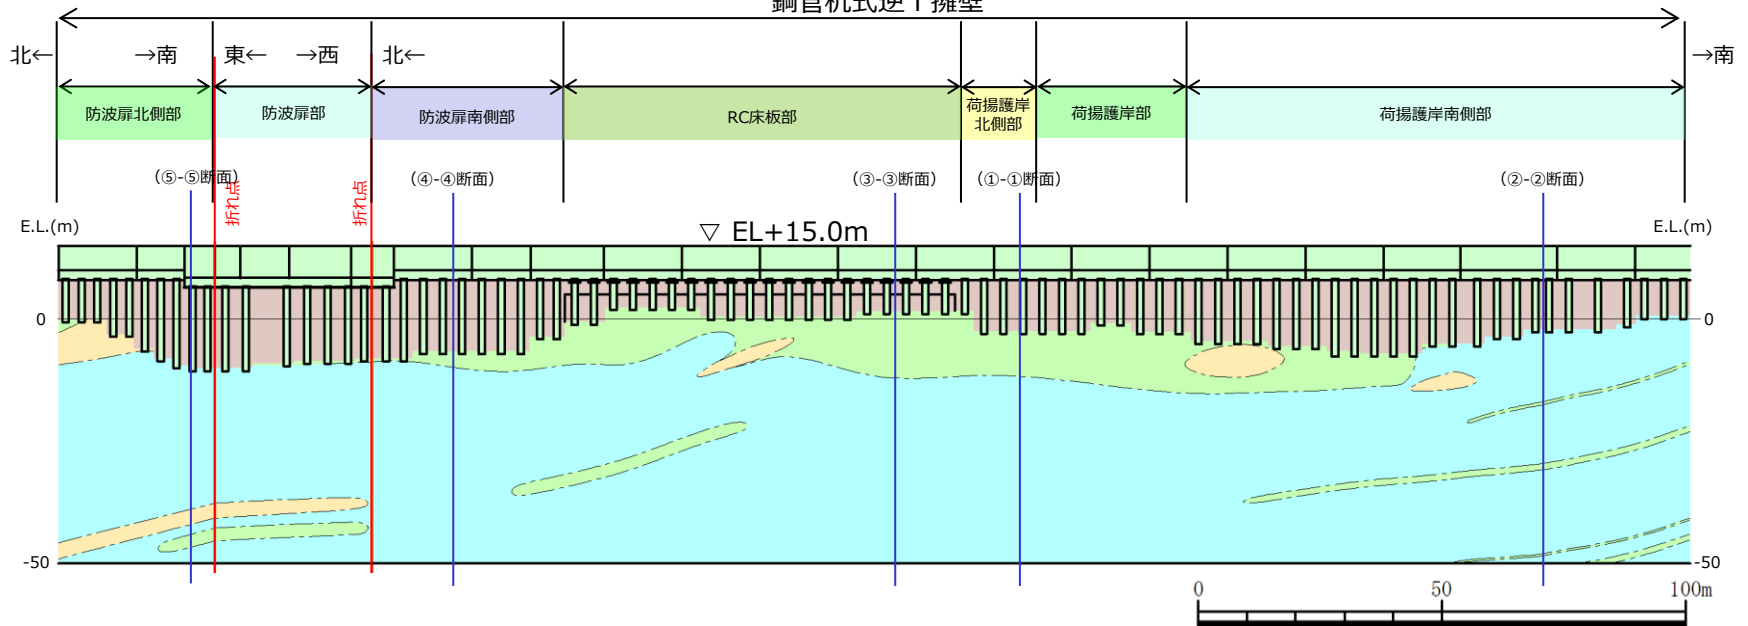 鋼管杭式逆T擁壁
北← →南 東← →西 北← →南
防波扉北側部 防波扉部 防波扉南側部 RC床板部 荷揚護岸北側部 荷揚護岸部 荷揚護岸南側部
(⑤-⑤断面) (④-④断面) (③-③断面) (①-①断面) (②-②断面)
折れ点 折れ点
E.L.(m) ▽ EL+15.0m E.L.(m)
0 0
-50 -50
0 50 100m